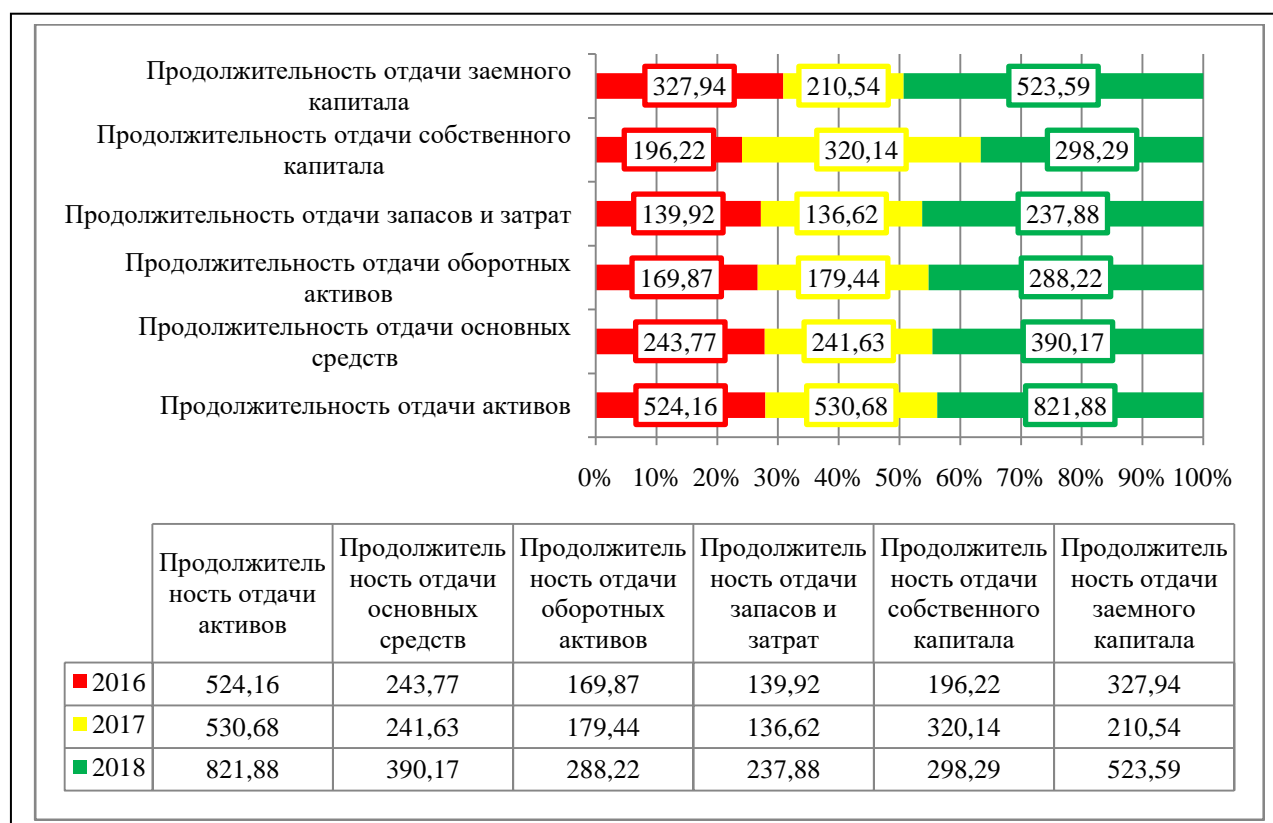 Продолжительность отдачи заемного
капитала
327,94 210,54 523,59
Продолжительность отдачи собственного
капитала
196,22 320,14 298,29
Продолжительность отдачи запасов и затрат
139,92 136,62 237,88
Продолжительность отдачи оборотных
активов
169,87 179,44 288,22
Продолжительность отдачи основных
средств
243,77 241,63 390,17
Продолжительность отдачи активов
524,16 530,68 821,88
0% 10% 20% 30% 40% 50% 60% 70% 80% 90% 100%
Продолжитель
ность отдачи
активов
Продолжитель
ность отдачи
основных
средств
Продолжитель
ность отдачи
оборотных
активов
Продолжитель
ность отдачи
запасов и
затрат
Продолжитель
ность отдачи
собственного
капитала
Продолжитель
ность отдачи
заемного
капитала
2016 524,16 243,77 169,87 139,92 196,22 327,94
2017 530,68 241,63 179,44 136,62 320,14 210,54
2018 821,88 390,17 288,22 237,88 298,29 523,59